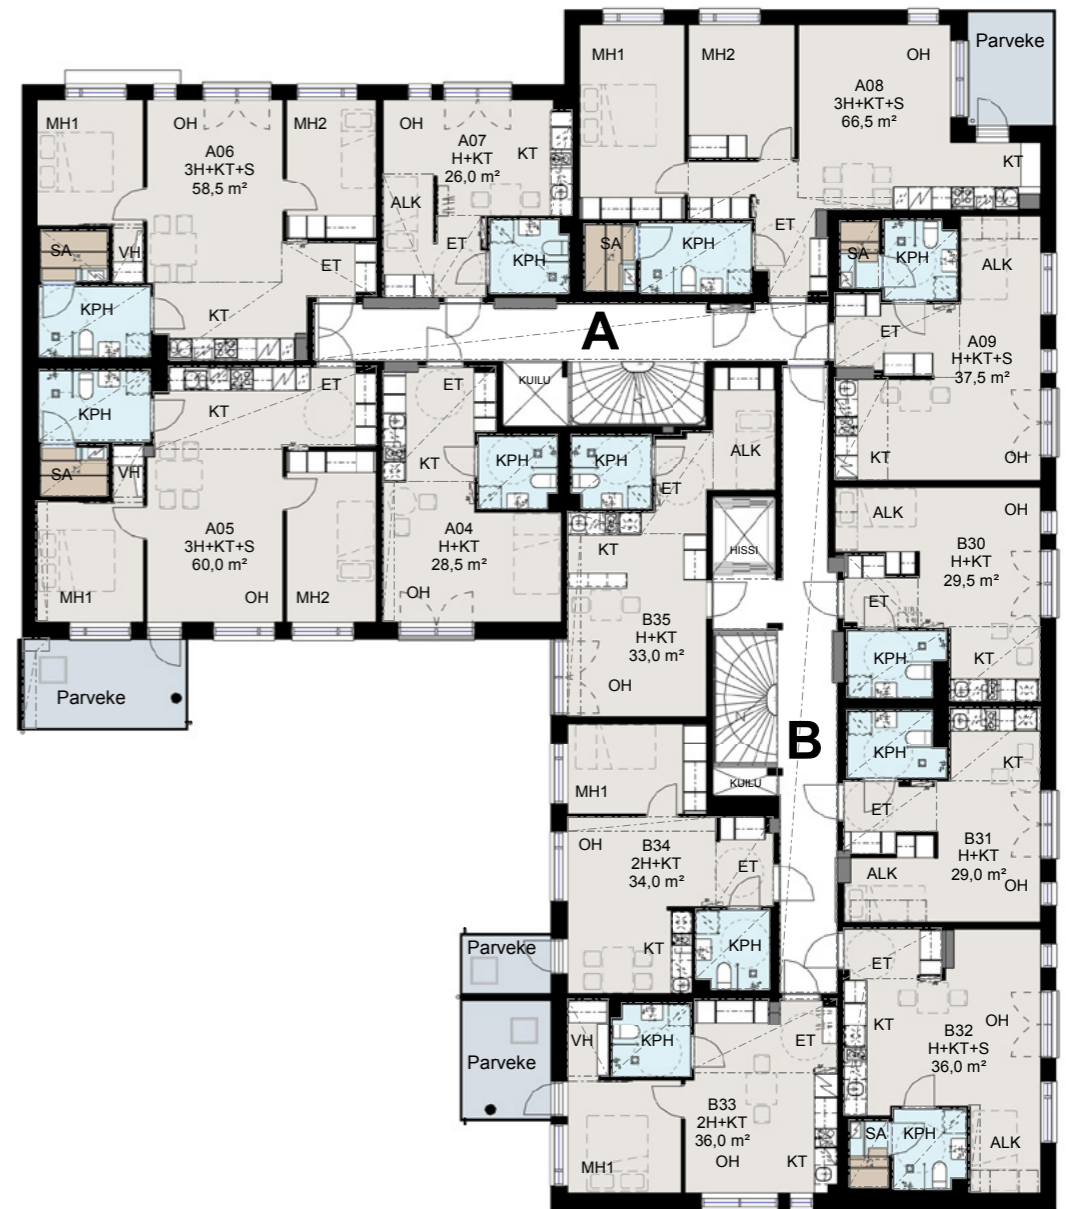 MH1
MH2
OH
Parveke
A08
3H+KT+S
66,5 m²
KT
ET
SA
KPH
MH1
OH
MH2
A06
3H+KT+S
58,5 m²
SA
VH
ET
KPH
KT
OH
A07
H+KT
26,0 m²
KT
ALK
ET
KPH
A
SA
KPH
ALK
ET
A09
H+KT+S
37,5 m²
KT
OH
KPH
KT
ET
SA
VH
A05
3H+KT+S
60,0 m²
MH1
OH
MH2
Parveke
ET
KT
KPH
A04
H+KT
28,5 m²
OH
KUILU
KPH
ET
ALK
KT
HISSI
B35
H+KT
33,0 m²
OH
ALK
OH
B30
H+KT
29,5 m²
ET
KPH
KT
B
KUILU
KPH
KT
ET
B31
H+KT
29,0 m²
ALK
OH
MH1
OH
B34
2H+KT
34,0 m²
ET
KT
KPH
Parveke
Parveke
VH
KPH
ET
B33
2H+KT
36,0 m²
MH1
OH
KT
ET
KT
OH
B32
H+KT+S
36,0 m²
SA
KPH
ALK